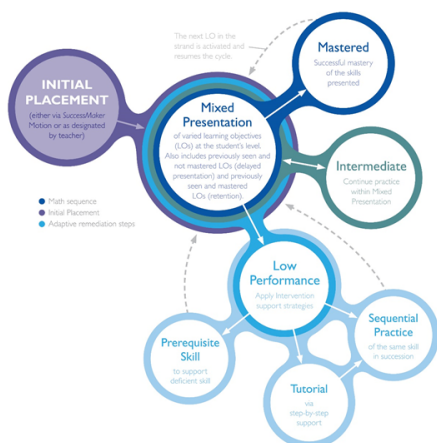 The next LO in the
strand is activated and
resumes the cycle.
Mastered
Successful mastery
of the skills
presented
INITIAL
PLACEMENT
(either via SuccessMaker
Motion or as designated
by teacher)
Mixed
Presentation
of varied learning objectives
(LOs) at the student's level.
Also includes previously seen and
not mastered LOs (delayed
presentation) and previously
seen and mastered
LOs (retention)
Intermediate
Continue practice
within Mixed
Presentation
Math sequence
Initial Placement
Adaptive remediation steps
Low
Performance
Apply Intervention
support strategies
Prerequisite
Skill
to support
deficient skill
Sequential
Practice
of the same skill
in succession
Tutorial
via
step-by-step
support